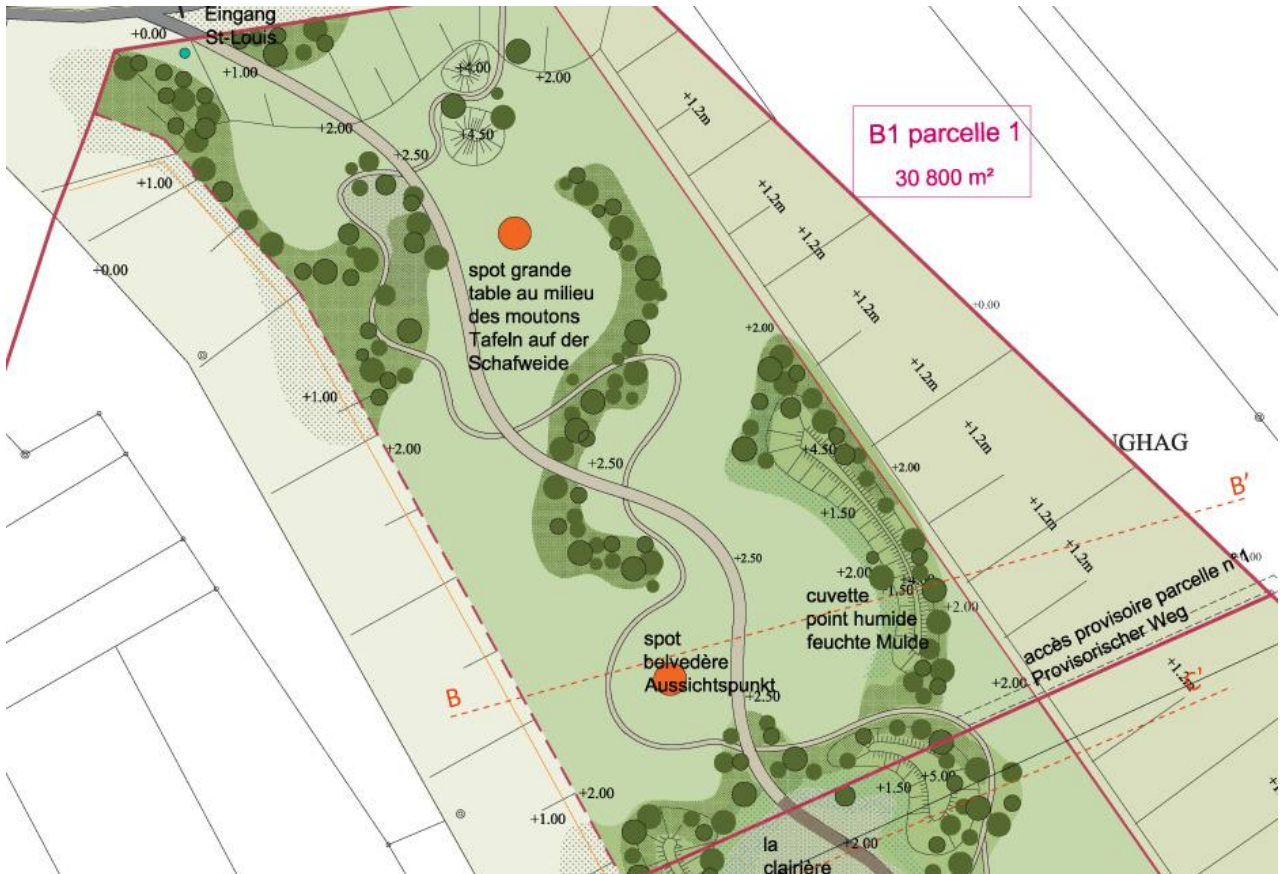 Eingang
St-Louis
+0.00
+1.00
+4.00
+2.00
+4.50
+2.00
+2.50
+1.2m
B1 parcelle 1
30 800 m²
+1.00
+1.2m
+0.00
+1.2m
spot grande
table au milieu
des moutons
Tafeln auf der
Schafweide
+1.2m
+0.00
+2.00
+1.2m
+1.00
+2.00
+4.50
+1.2m
+2.00
UGHAG
+2.50
B'
+1.50
+1.2m
+2.50
+1.2m
+2.00
+1.50
+2.00
cuvette
point humide
feuchte Mulde
accès provisoire parcelle n°1
Provisorischer Weg
spot
belvedère
Aussichtspunkt
B
+2.50
+2.00
+1.2m
C'
+2.00
+1.00
+5.00
+1.50
+2.00
la
clairière